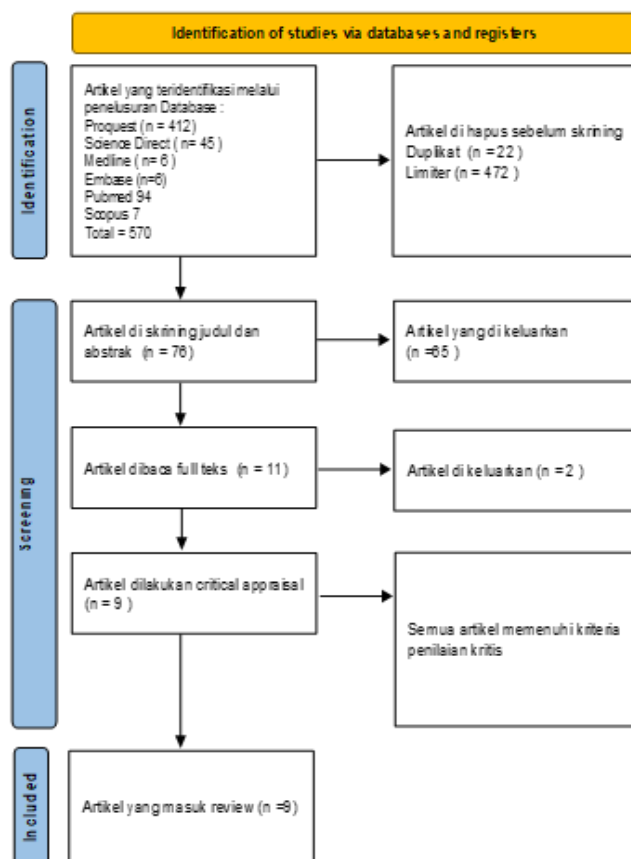 Identification of studies via databases and registers
Identification
Artikel yang teridentifikasi melalui
penelusuran Database :
Proquest (n = 412)
Science Direct ( n= 45 )
Medline ( n= 6 )
Embase (n=6)
Pubmed 94
Scopus 7
Total = 570
Artikel di hapus sebelum skrining
Duplikat (n =22 )
Limiter (n = 472 )
Screening
Artikel di skrining judul dan
abstrak (n = 76)
Artikel yang di keluarkan
(n =65 )
Artikel dibaca full teks (n = 11)
Artikel di keluarkan (n =2 )
Artikel dilakukan critical appraisal
(n = 9 )
Semua artikel memenuhi kriteria
penilaian kritis
Included
Artikel yang masuk review (n =9)